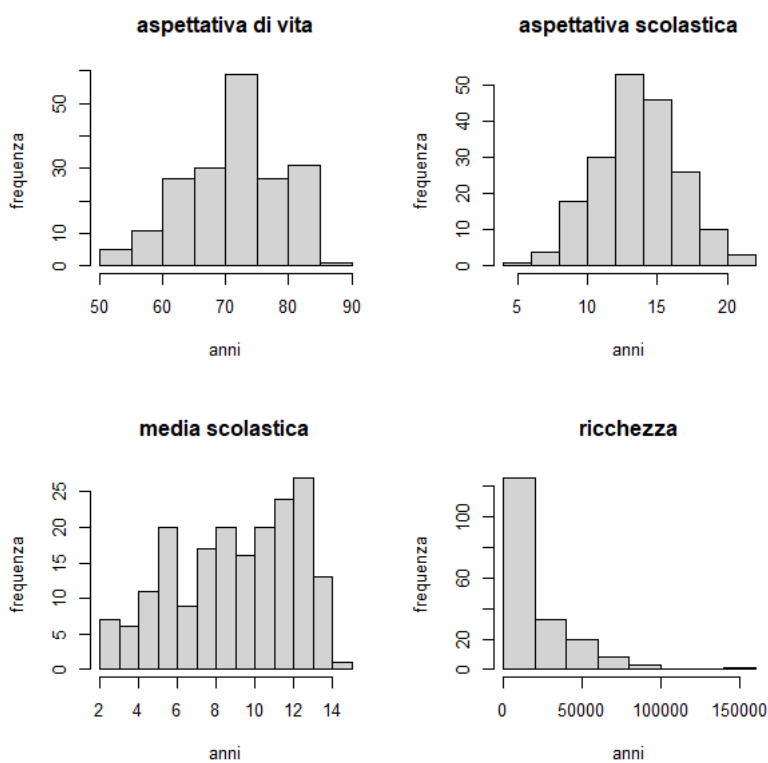 aspettativa di vita
frequenza
0 10 30 50
50 60 70 80 90
anni
aspettativa scolastica
frequenza
0 10 20 30 40 50
5 10 15 20
anni
media scolastica
frequenza
0 5 10 15 20 25
2 4 6 8 10 12 14
anni
ricchezza
frequenza
0 20 60 100
0 50000 100000 150000
anni